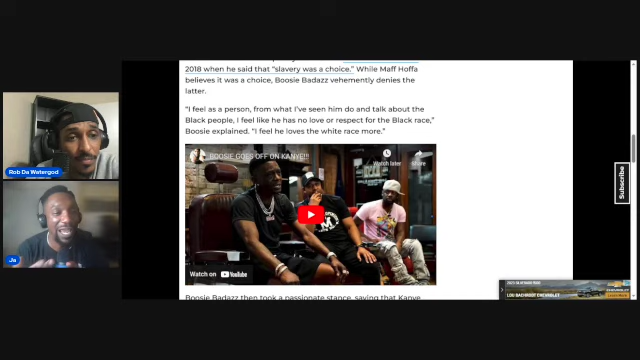 2018 when he said that “slavery was a choice.” While Maff Hoffa
believes it was a choice, Boosie Badazz vehemently denies the
latter.
“I feel as a person, from what I’ve seen him do and talk about the
Black people, I feel like he has no love or respect for the Black race,”
Boosie explained. “I feel he loves the white race more.”
BOOSIE GOES OFF ON KANYE!!!
Watch later
Share
Watch on YouTube
Boosie Badazz then took a passionate stance, saying that Kanye
Rob Da Watergod
Ja
Subscribe
LOU BACHRODT CHEVROLET
CHEVROLET